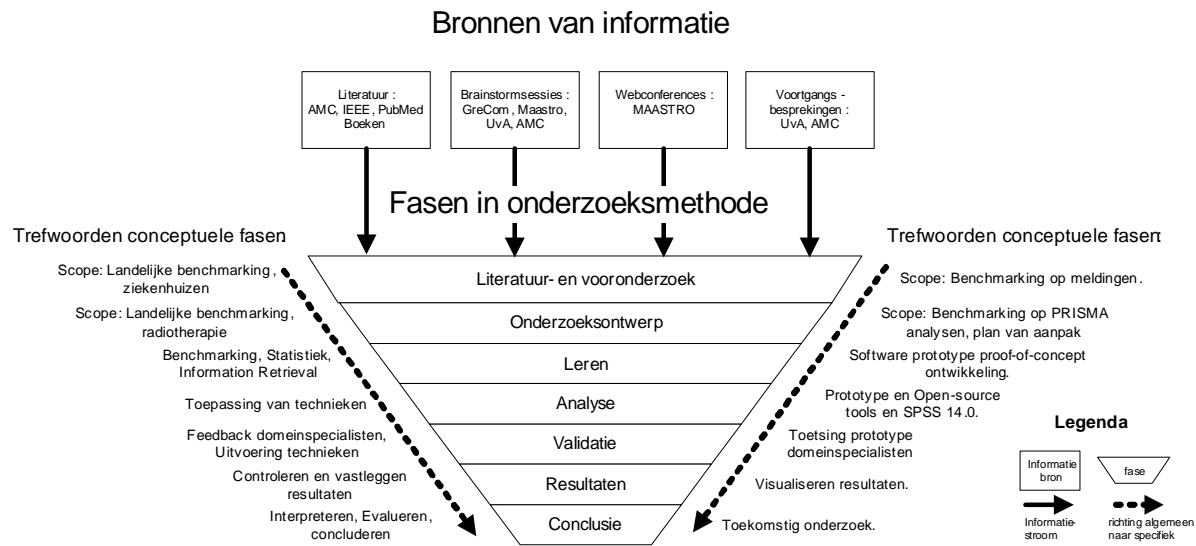 Bronnen van informatie
Literatuur :
AMC, IEEE, PubMed
Boeken
Brainstormsessies :
GreCom, Maastro,
UvA, AMC
Webconferences :
MAASTRO
Voortgangs -
besprekingen :
UvA, AMC
Fasen in onderzoeksmethode
Trefwoorden conceptuele fasen:
Scope: Landelijke benchmarking,
ziekenhuizen
Scope: Landelijke benchmarking,
radiotherapie
Benchmarking, Statistiek,
Information Retrieval
Toepassing van technieken
Feedback domeinspecialisten,
Uitvoering technieken
Controleren en vastleggen
resultaten
Interpreteren, Evalueren,
concluderen
Literatuur- en vooronderzoek
Onderzoeksontwerp
Leren
Analyse
Validatie
Resultaten
Conclusie
Trefwoorden conceptuele fasen:
Scope: Benchmarking op meldingen.
Scope: Benchmarking op PRISMA
analysen, plan van aanpak
Software prototype proof-of-concept
ontwikkeling.
Prototype en Open-source
tools en SPSS 14.0.
Toetsing prototype
domeinspecialisten
Visualiseren resultaten.
Toekomstig onderzoek.
Legenda
Informatie
bron
fase
Informatie-
stroom
richting algemeen
naar specifiek